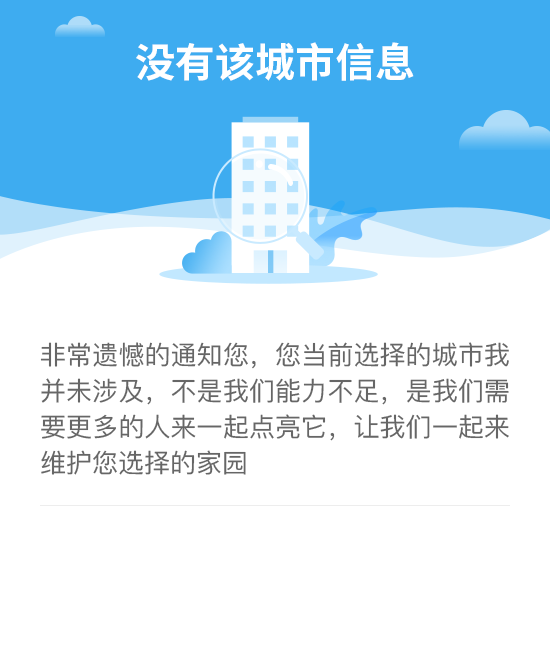 没有该城市信息
非常遗憾的通知您，您当前选择的城市我
并未涉及，不是我们能力不足，是我们需
要更多的人来一起点亮它，让我们一起来
维护您选择的家园